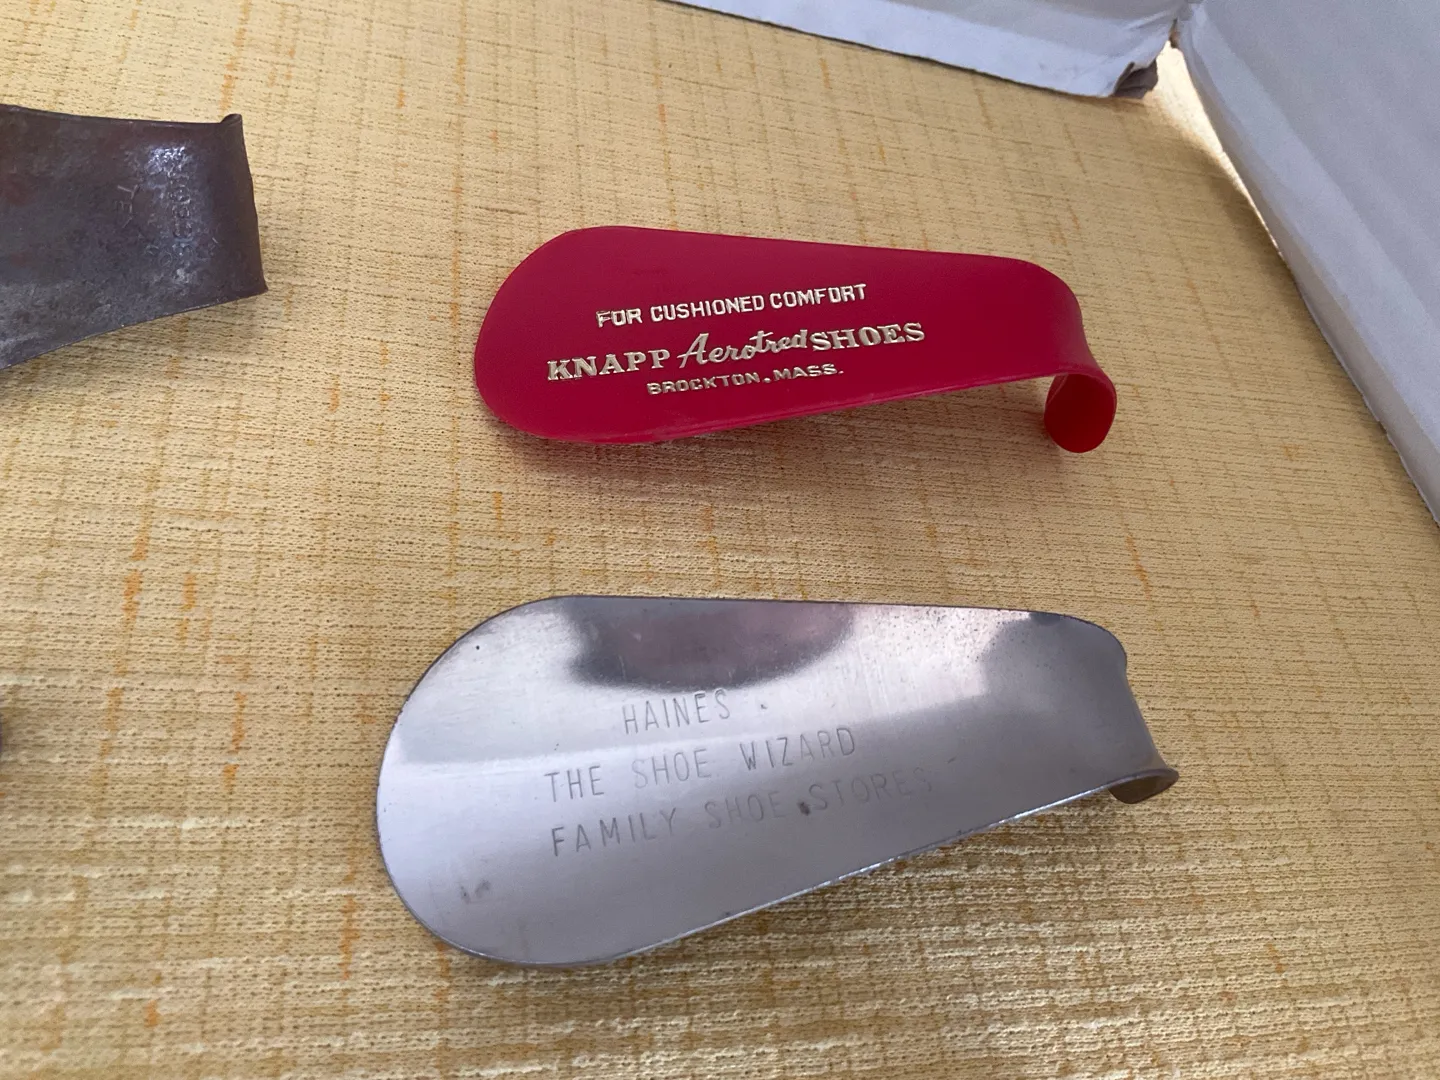 FOR CUSHIONED COMFORT
KNAPP Aerotred SHOES
BROCKTON, MASS.
HAINES
THE SHOE WIZARD
FAMILY SHOE STORES